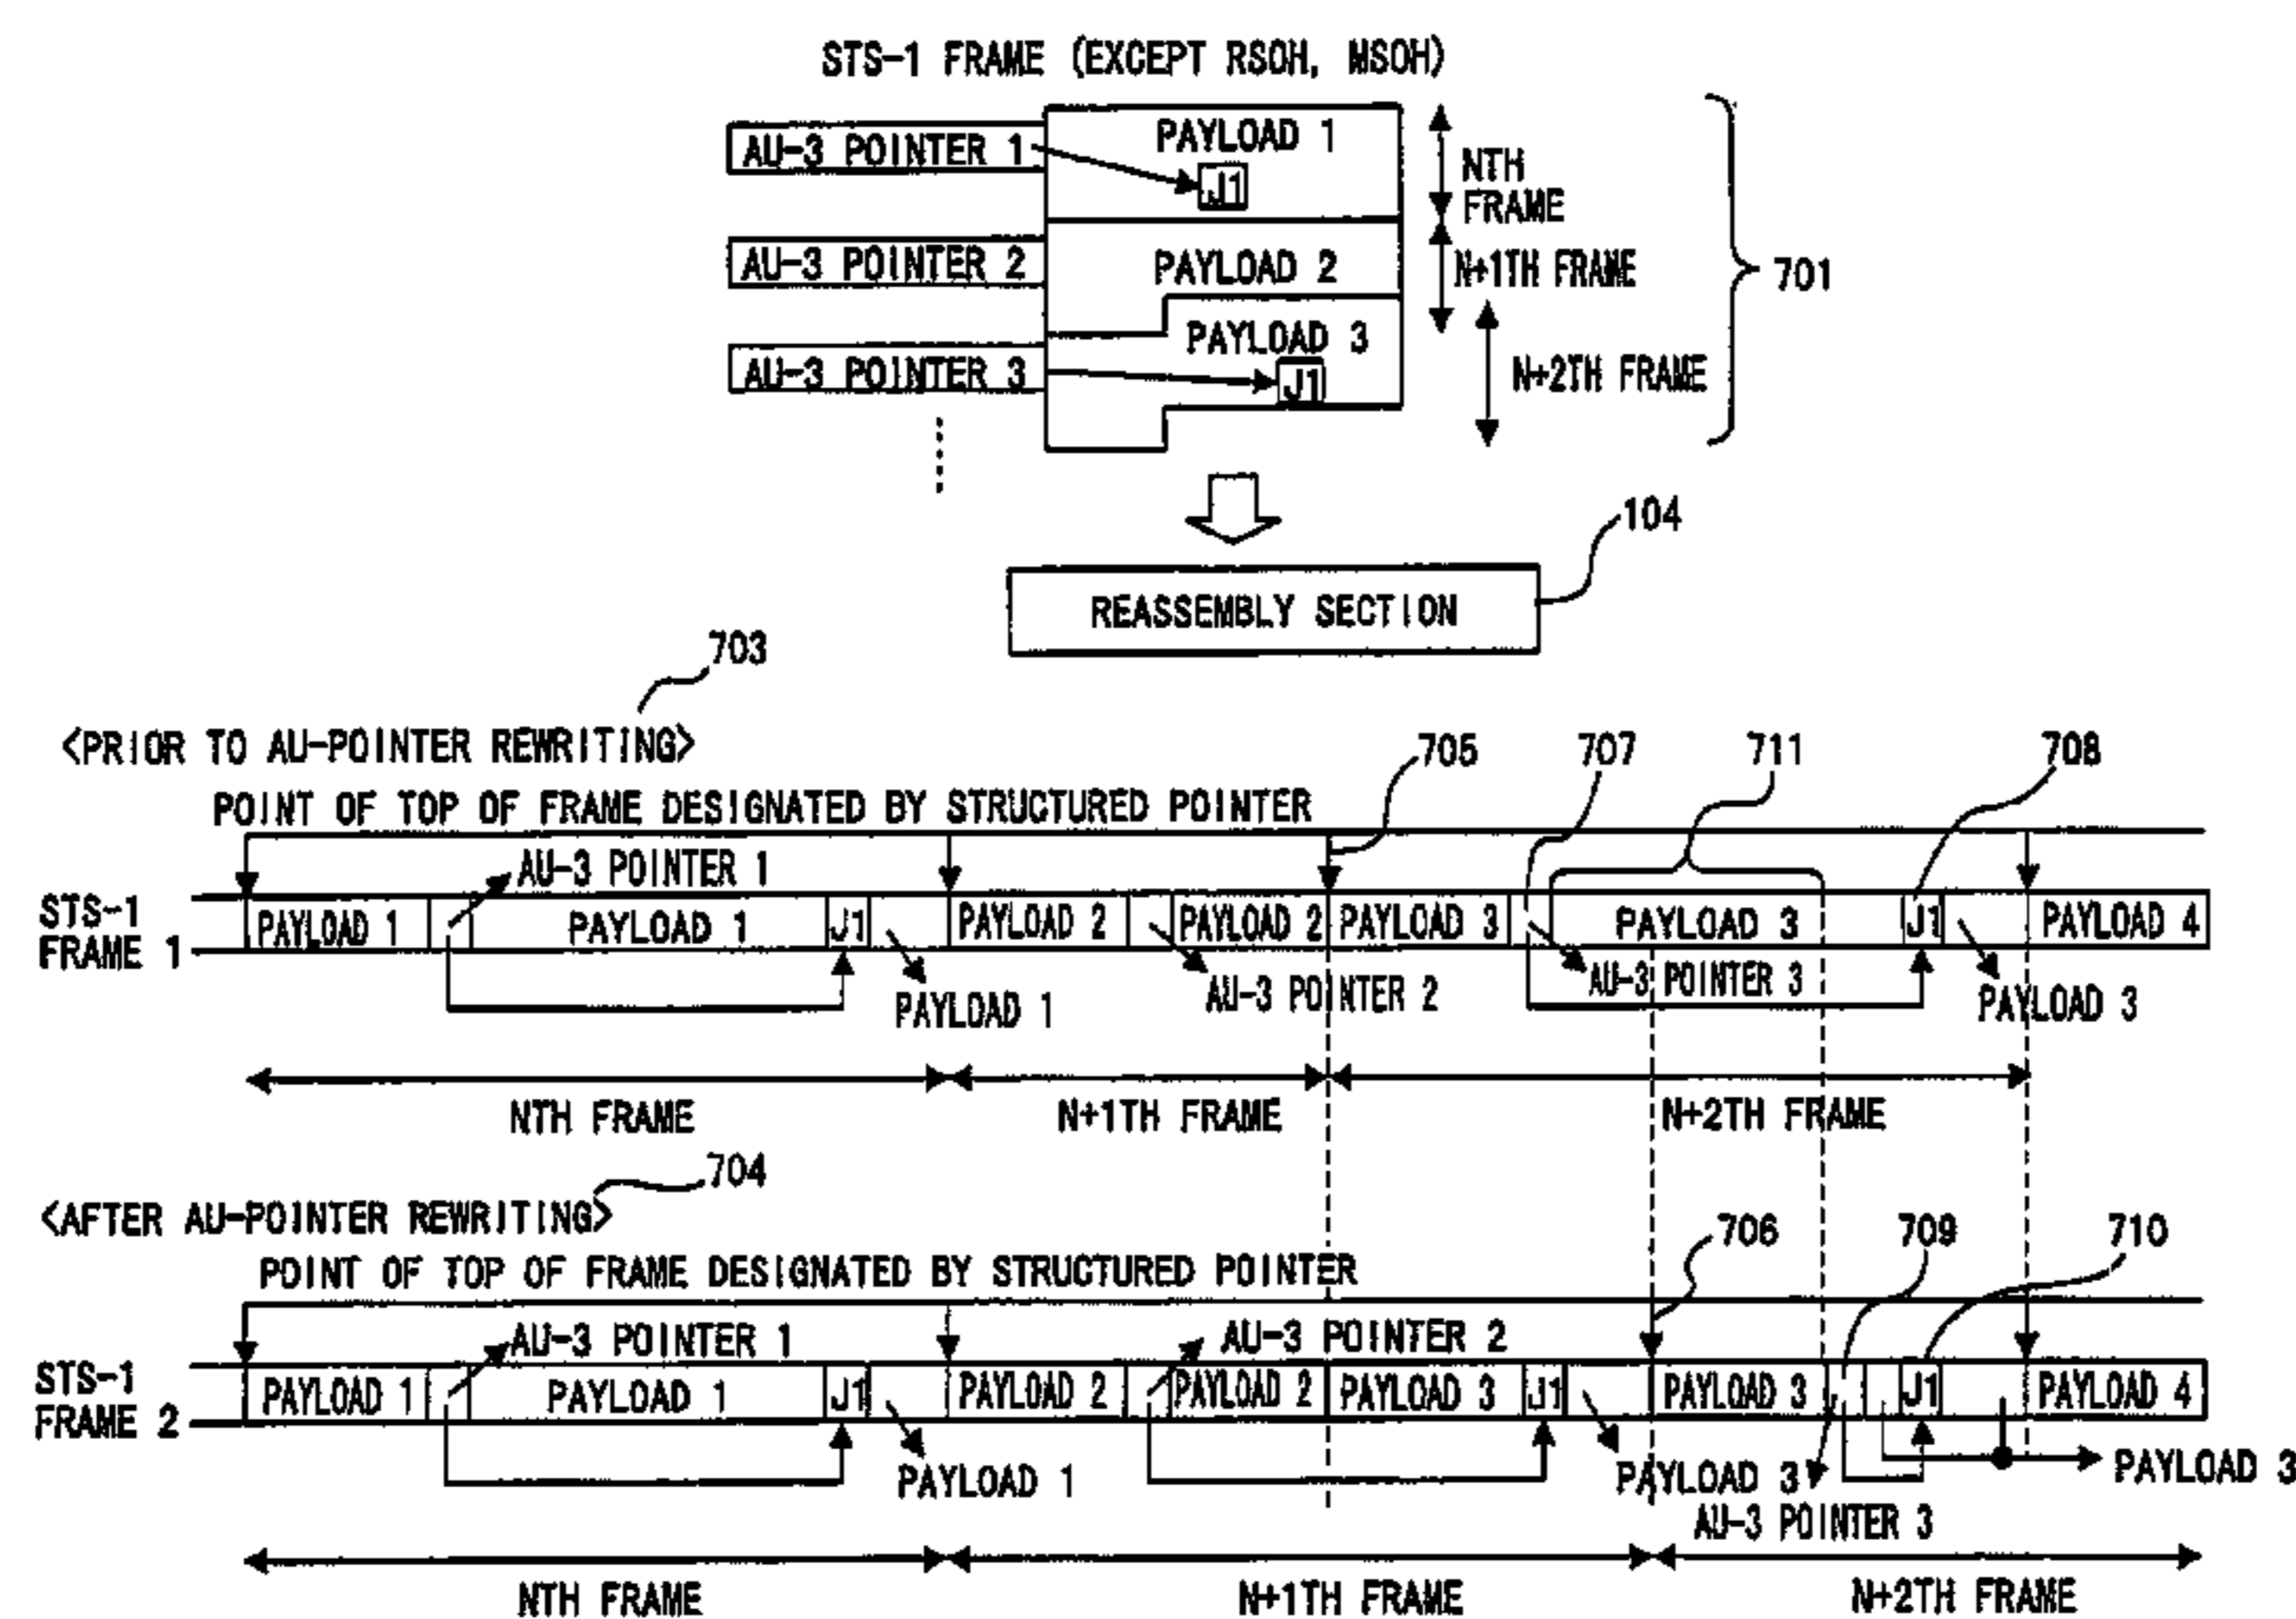 STS-1 FRAME (EXCEPT RSOH, MSOH)
AU-3 POINTER 1
PAYLOAD 1
J1
NTH
FRAME
AU-3 POINTER 2
PAYLOAD 2
N+1TH FRAME
701
AU-3 POINTER 3
PAYLOAD 3
J1
N+2TH FRAME
104
REASSEMBLY SECTION
703
<PRIOR TO AU-POINTER REWRITING>
705
707
711
708
POINT OF TOP OF FRAME DESIGNATED BY STRUCTURED POINTER
AU-3 POINTER 1
STS-1
FRAME 1
PAYLOAD 1
PAYLOAD 1
J1
PAYLOAD 2
PAYLOAD 2
PAYLOAD 3
PAYLOAD 3
J1
PAYLOAD 4
PAYLOAD 1
AU-3 POINTER 2
AU-3 POINTER 3
PAYLOAD 3
NTH FRAME
N+1TH FRAME
N+2TH FRAME
704
<AFTER AU-POINTER REWRITING>
706
709
710
POINT OF TOP OF FRAME DESIGNATED BY STRUCTURED POINTER
AU-3 POINTER 1
AU-3 POINTER 2
STS-1
FRAME 2
PAYLOAD 1
PAYLOAD 1
J1
PAYLOAD 2
PAYLOAD 2
PAYLOAD 3
J1
PAYLOAD 3
J1
PAYLOAD 4
PAYLOAD 1
PAYLOAD 3
PAYLOAD 3
AU-3 POINTER 3
NTH FRAME
N+1TH FRAME
N+2TH FRAME